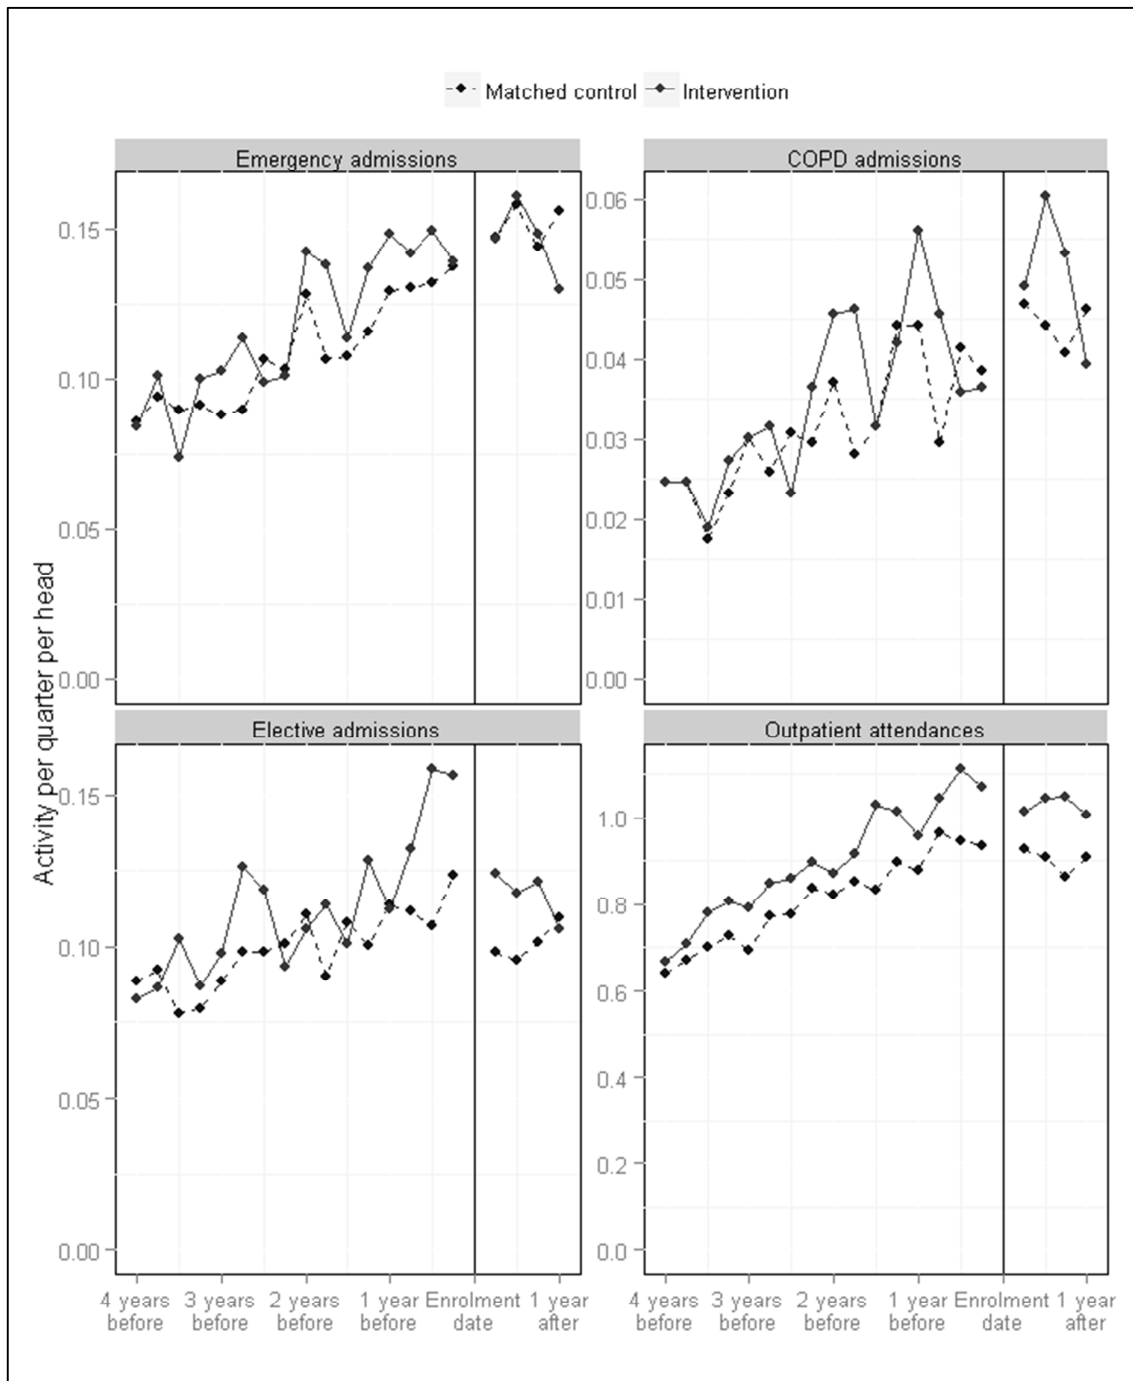 Matched control Intervention
Emergency admissions
COPD admissions
0.15
0.10
0.05
0.00
0.06
0.05
0.04
0.03
0.02
0.01
0.00
Activity per quarter per head
Elective admissions
Outpatient attendances
0.15
0.10
0.05
0.00
1.0
0.8
0.6
0.4
0.2
0.0
4 years 3 years 2 years 1 year Enrolment 1 year
before before before before date after
4 years 3 years 2 years 1 year Enrolment 1 year
before before before before date after